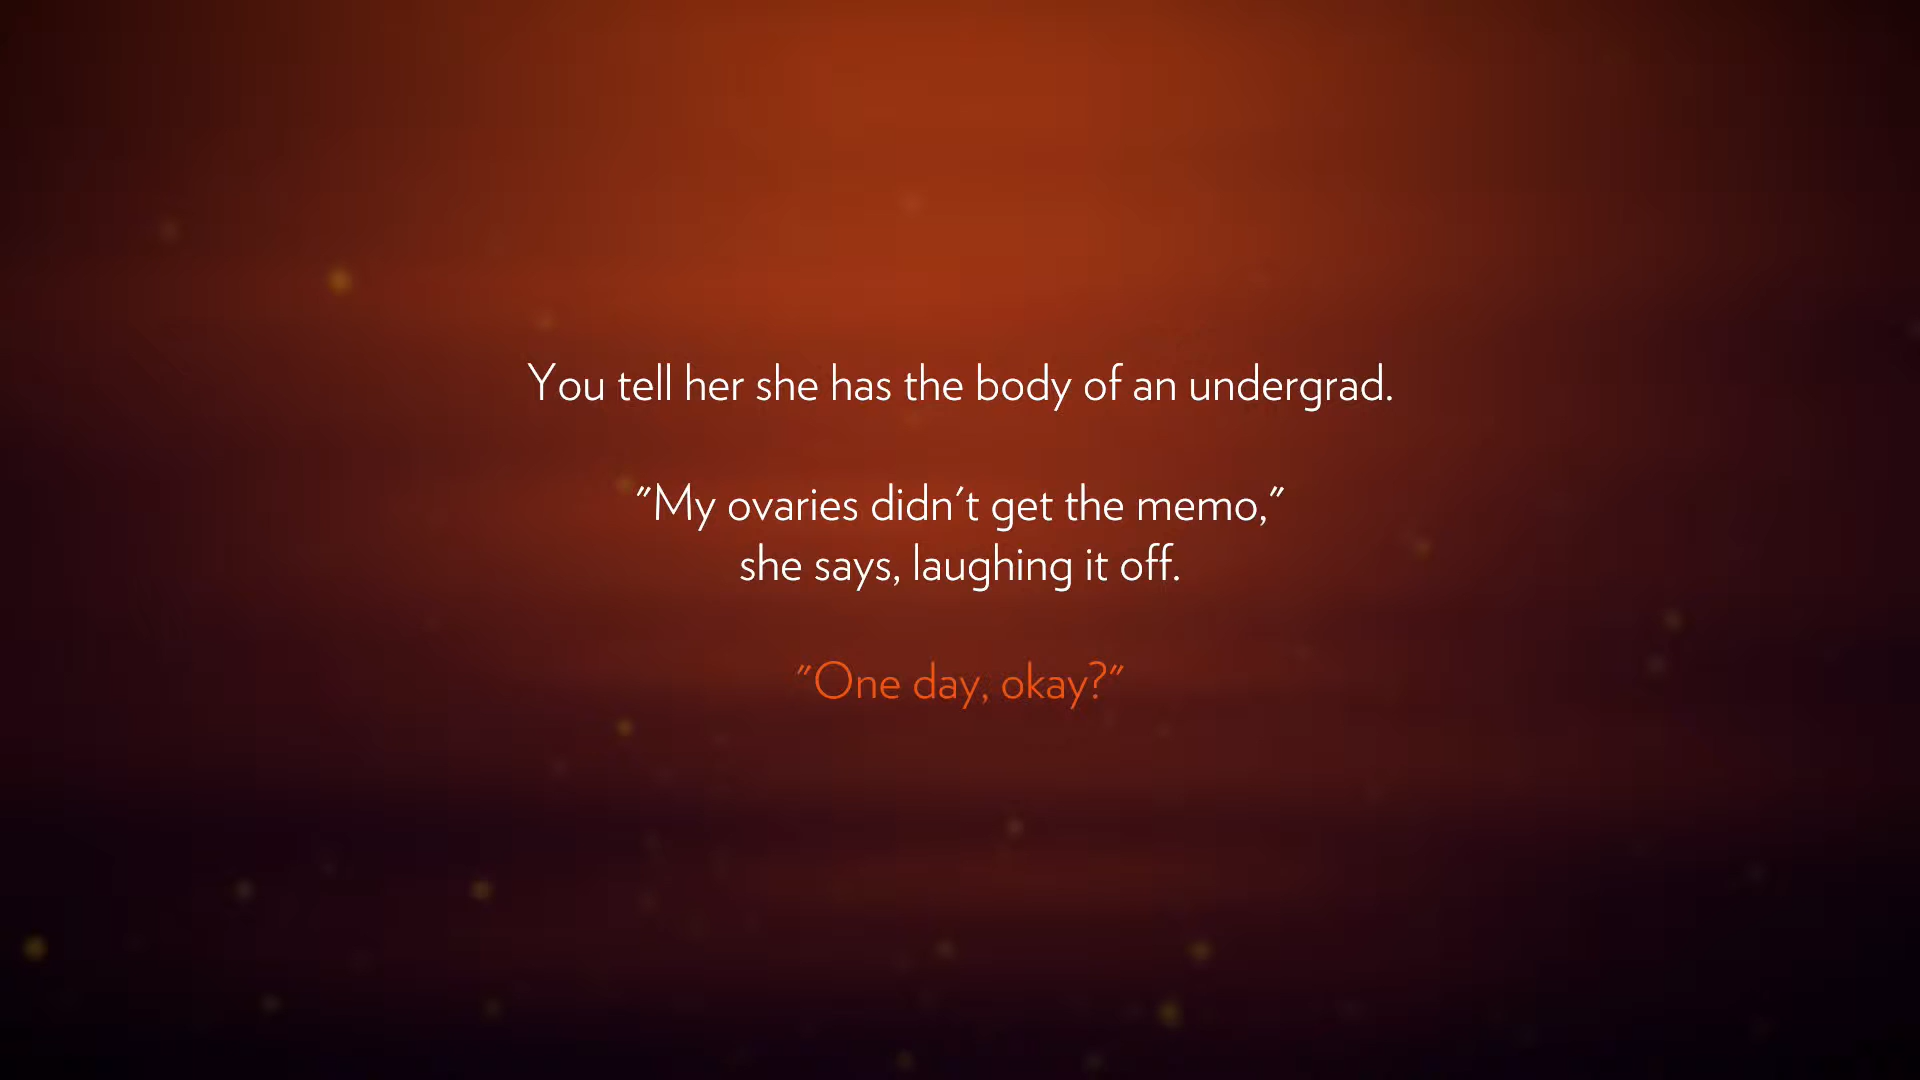 You tell her she has the body of an undergrad.
"My ovaries didn't get the memo,"
she says, laughing it off.
"One day, okay?"